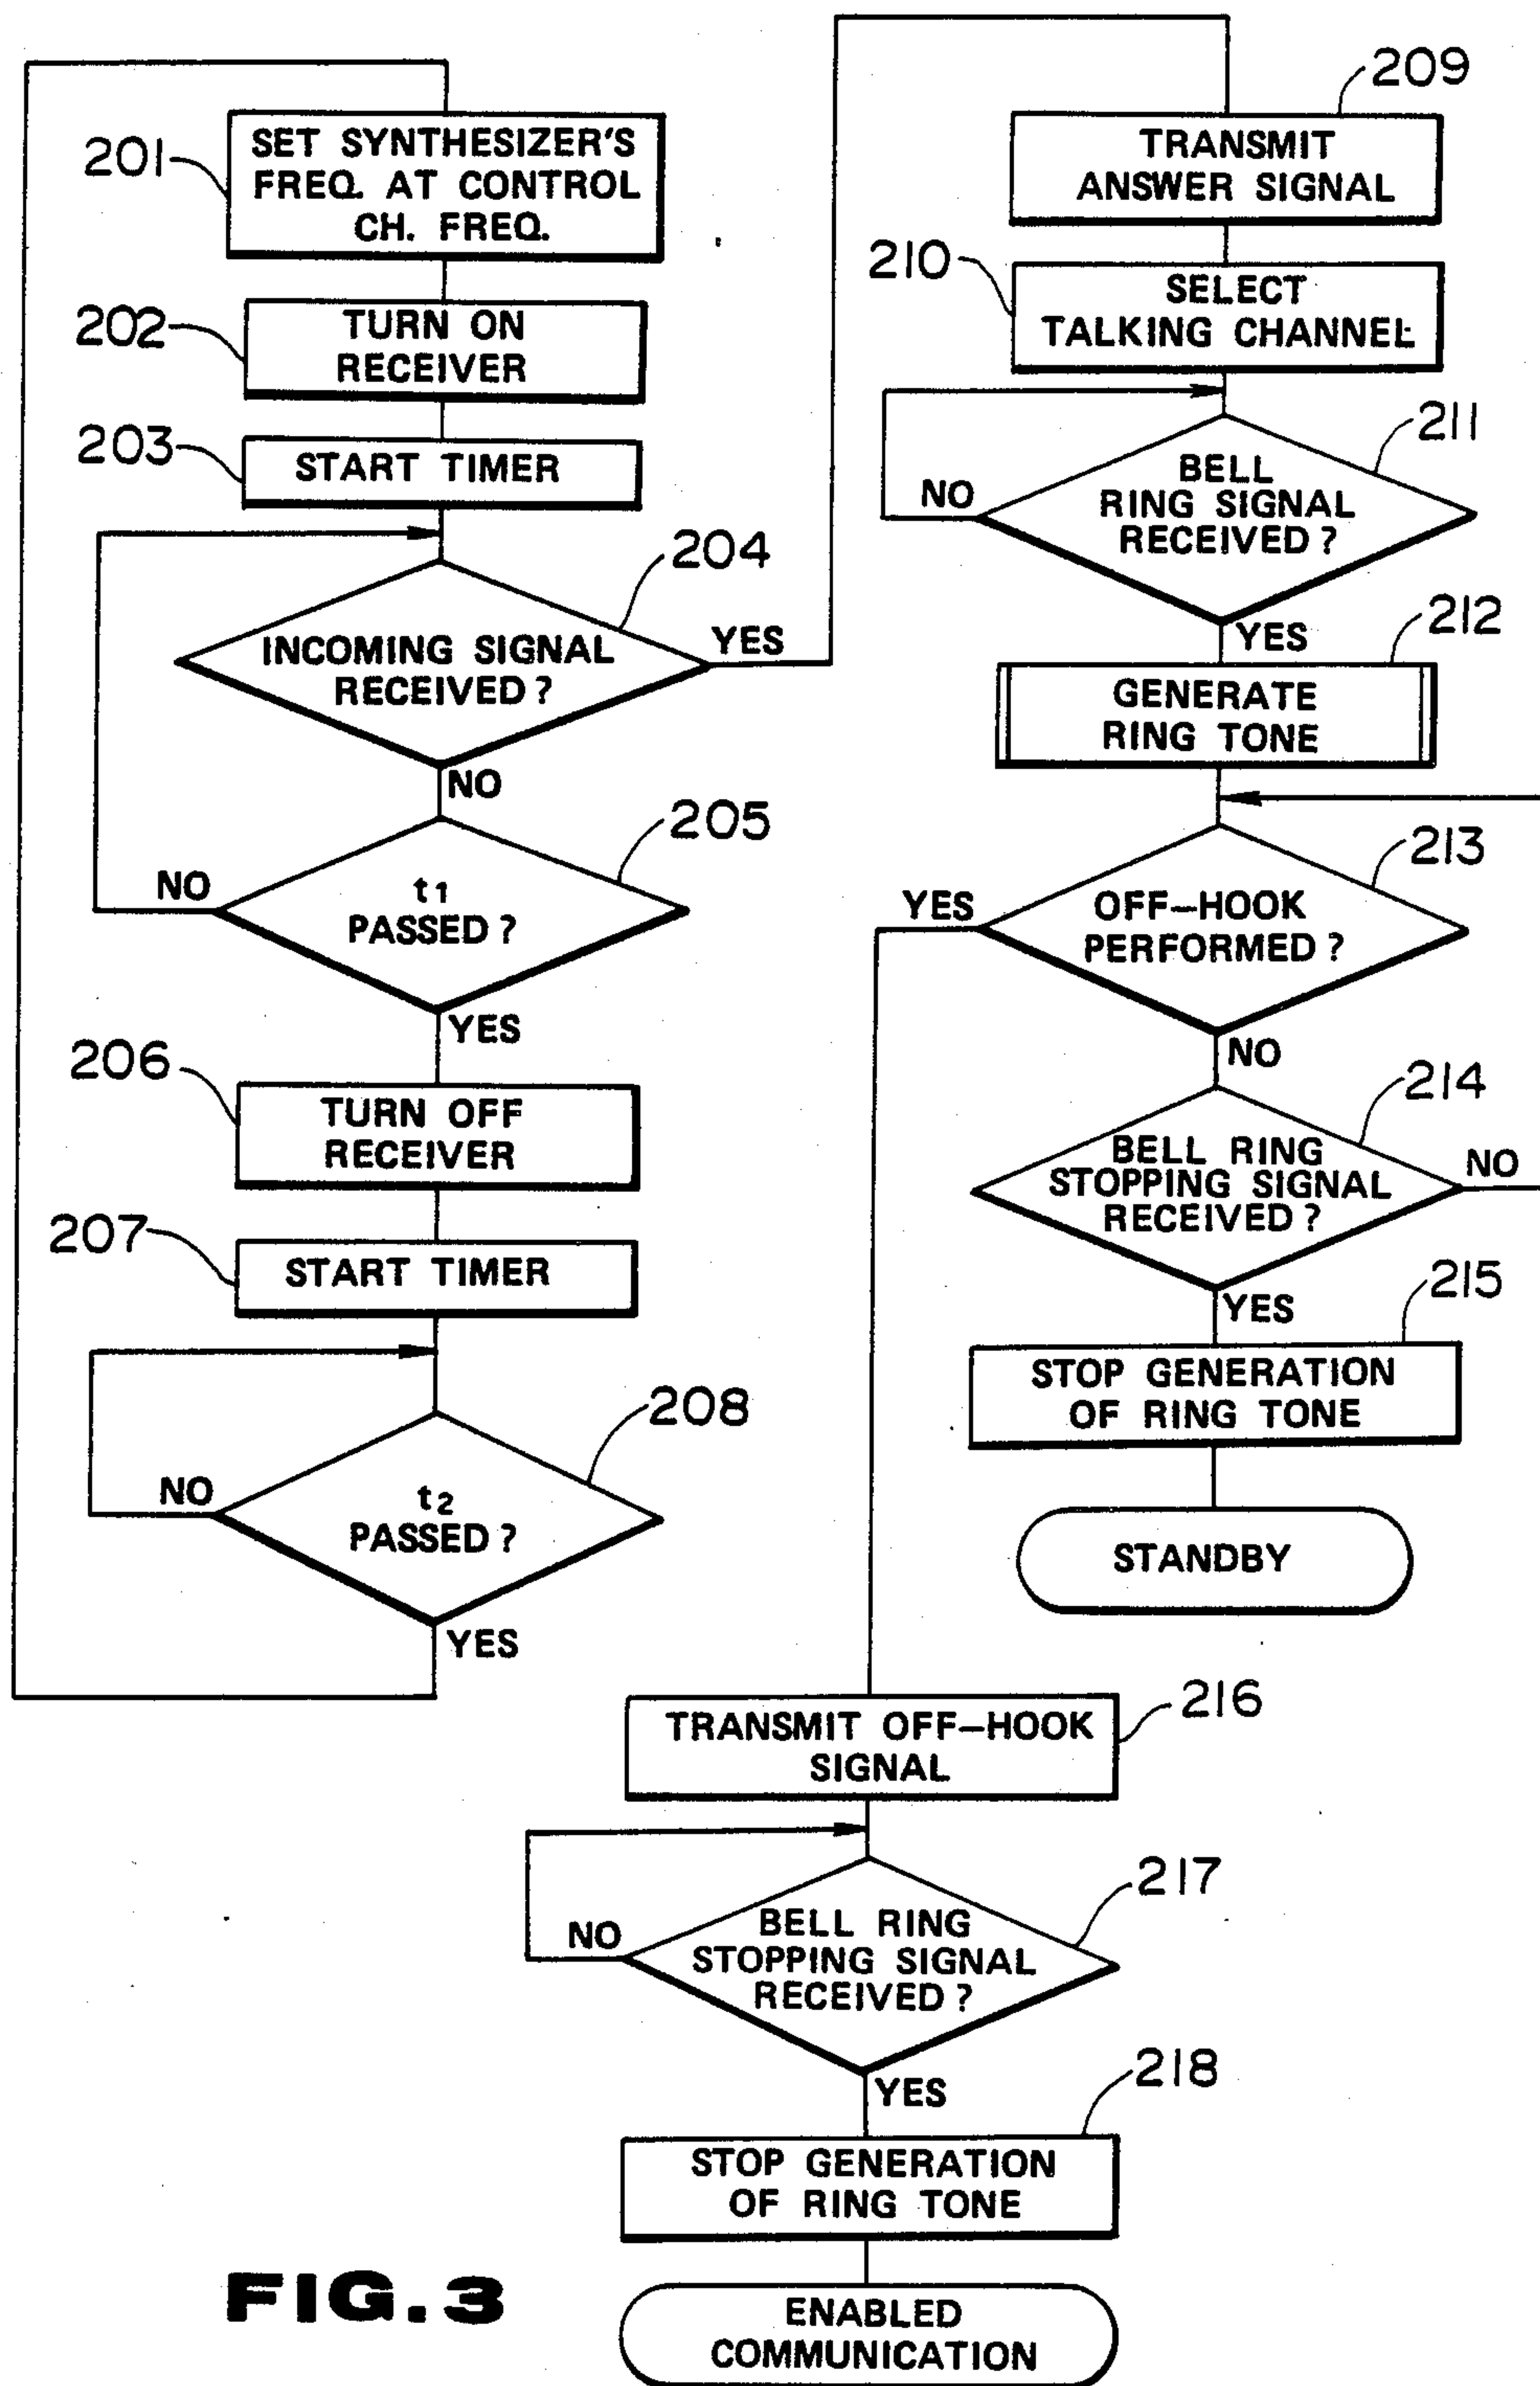 201
SET SYNTHESIZER'S
FREQ. AT CONTROL
CH. FREQ.
202
TURN ON
RECEIVER
203
START TIMER
204
INCOMING SIGNAL
RECEIVED?
YES
NO
205
t1
PASSED?
NO
YES
206
TURN OFF
RECEIVER
207
START TIMER
208
t2
PASSED?
NO
YES
209
TRANSMIT
ANSWER SIGNAL
210
SELECT
TALKING CHANNEL
211
BELL
RING SIGNAL
RECEIVED?
NO
YES
212
GENERATE
RING TONE
213
OFF-HOOK
PERFORMED?
YES
NO
214
BELL RING
STOPPING SIGNAL
RECEIVED?
NO
YES
215
STOP GENERATION
OF RING TONE
STANDBY
216
TRANSMIT OFF-HOOK
SIGNAL
217
BELL RING
STOPPING SIGNAL
RECEIVED?
NO
YES
218
STOP GENERATION
OF RING TONE
ENABLED
COMMUNICATION
FIG.3